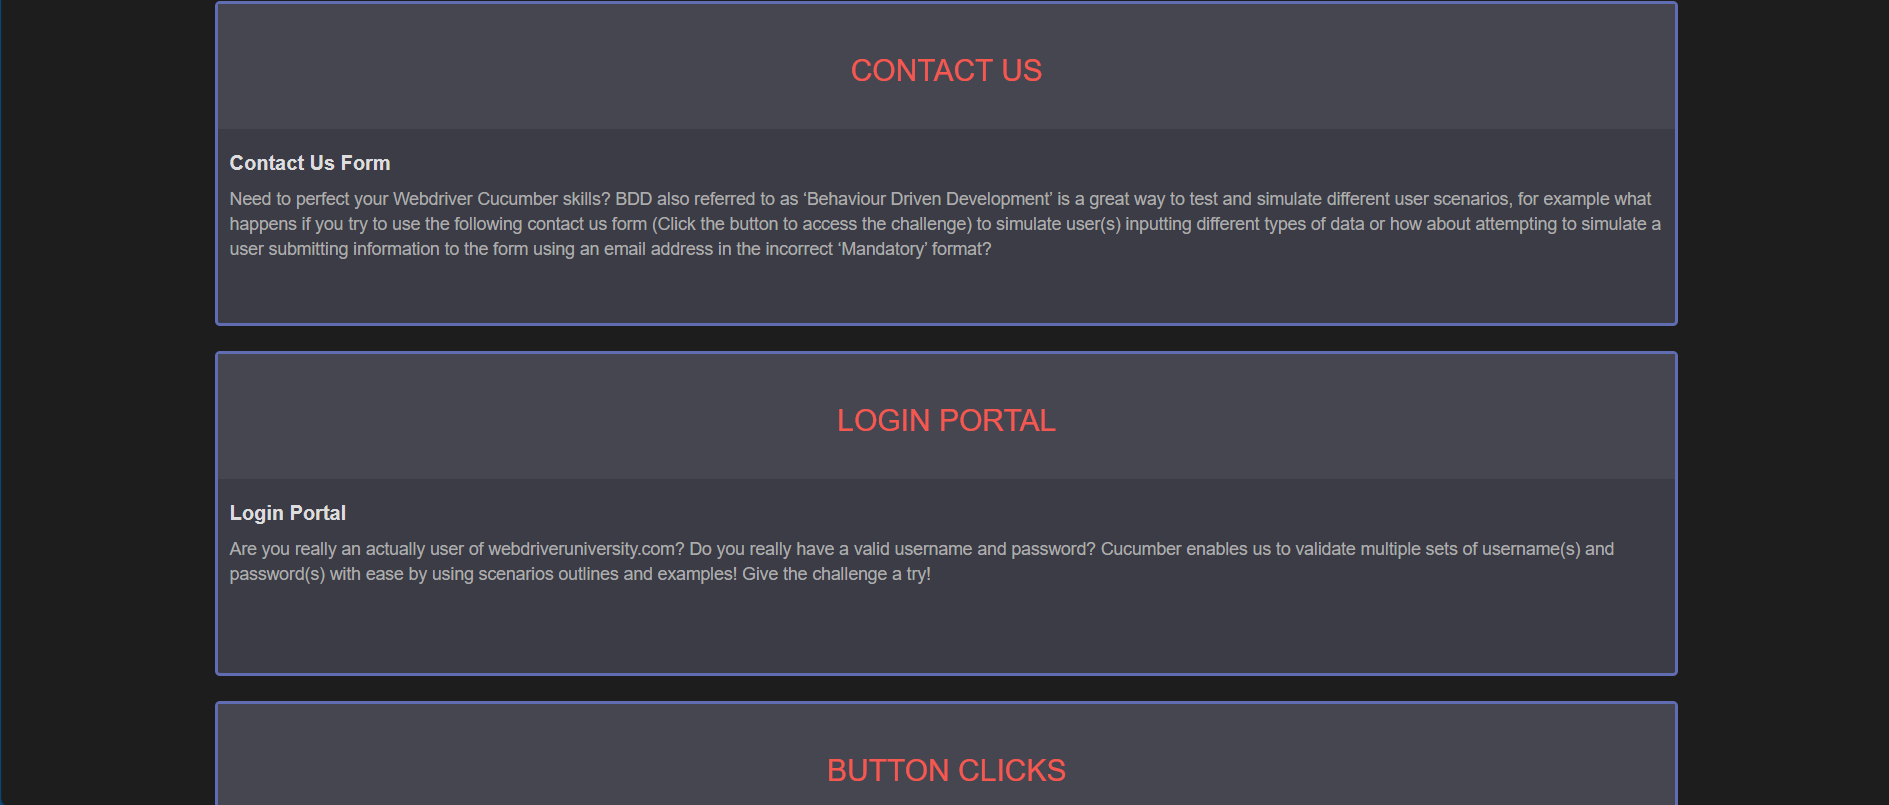 CONTACT US
Contact Us Form
Need to perfect your Webdriver Cucumber skills? BDD also referred to as ‘Behaviour Driven Development’ is a great way to test and simulate different user scenarios, for example what
happens if you try to use the following contact us form (Click the button to access the challenge) to simulate user(s) inputting different types of data or how about attempting to simulate a
user submitting information to the form using an email address in the incorrect ‘Mandatory’ format?
LOGIN PORTAL
Login Portal
Are you really an actually user of webdriveruniversity.com? Do you really have a valid username and password? Cucumber enables us to validate multiple sets of username(s) and
password(s) with ease by using scenarios outlines and examples! Give the challenge a try!
BUTTON CLICKS